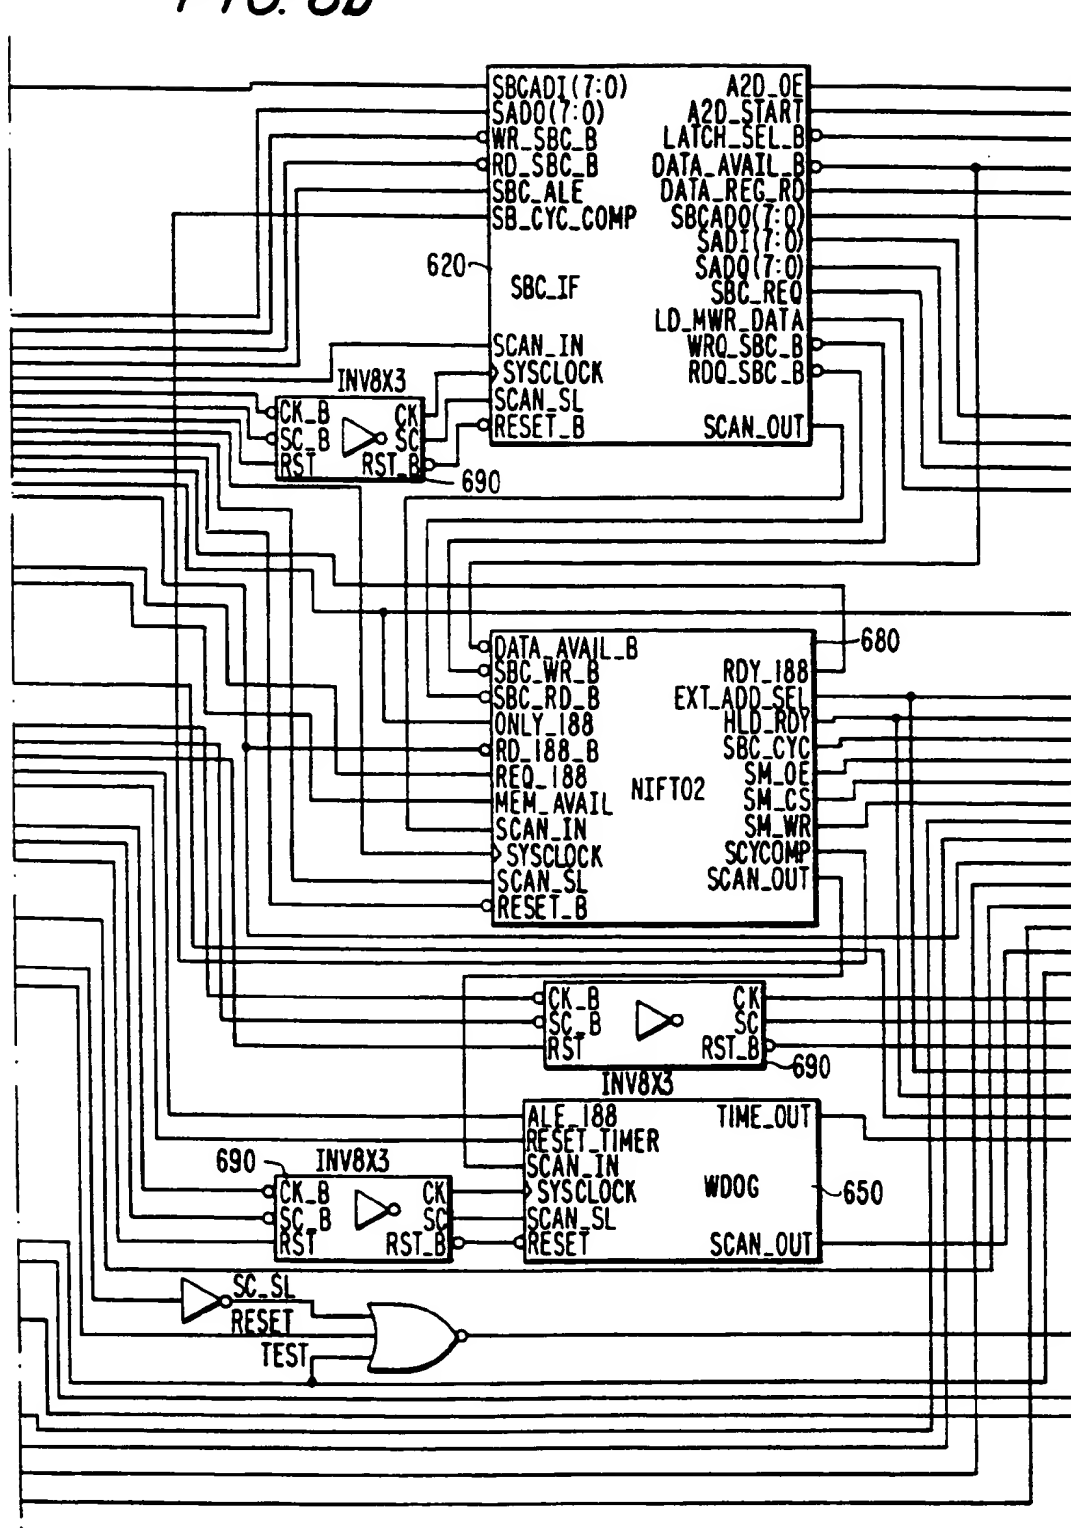 FIG. 6b
SBCADI(7:0) A2D_OE
SADO(7:0) A2D_START
WR_SBC_B LATCH_SEL_B
RD_SBC_B DATA_AVAIL_B
SBC_ALE DATA_REG_RD
SB_CYC_COMP SBCADO(7:0)
SADI(7:0)
620 SADQ(7:0)
SBC_IF SBC_REQ
LD_MWR_DATA
SCAN_IN WRQ_SBC_B
SYSCLOCK RDQ_SBC_B
SCAN_SL
RESET_B SCAN_OUT
INV8X3
CK_B CK
SC_B SC
RST RST_B
690
680
DATA_AVAIL_B
SBC_WR_B RDY_188
SBC_RD_B EXT_ADD_SEL
ONLY_188 HLD_RDY
RD_188_B SBC_CYC
REQ_188 SM_OE
NIFT02
MEM_AVAIL SM_CS
SCAN_IN SM_WR
SYSCLOCK SCYCOMP
SCAN_SL SCAN_OUT
RESET_B
CK_B CK
SC_B SC
RST RST_B
690
INV8X3
ALE_188 TIME_OUT
RESET_TIMER
SCAN_IN
SYSCLOCK WDOG 650
SCAN_SL
RESET SCAN_OUT
690 INV8X3
CK_B CK
SC_B SC
RST RST_B
SC_SL
RESET
TEST